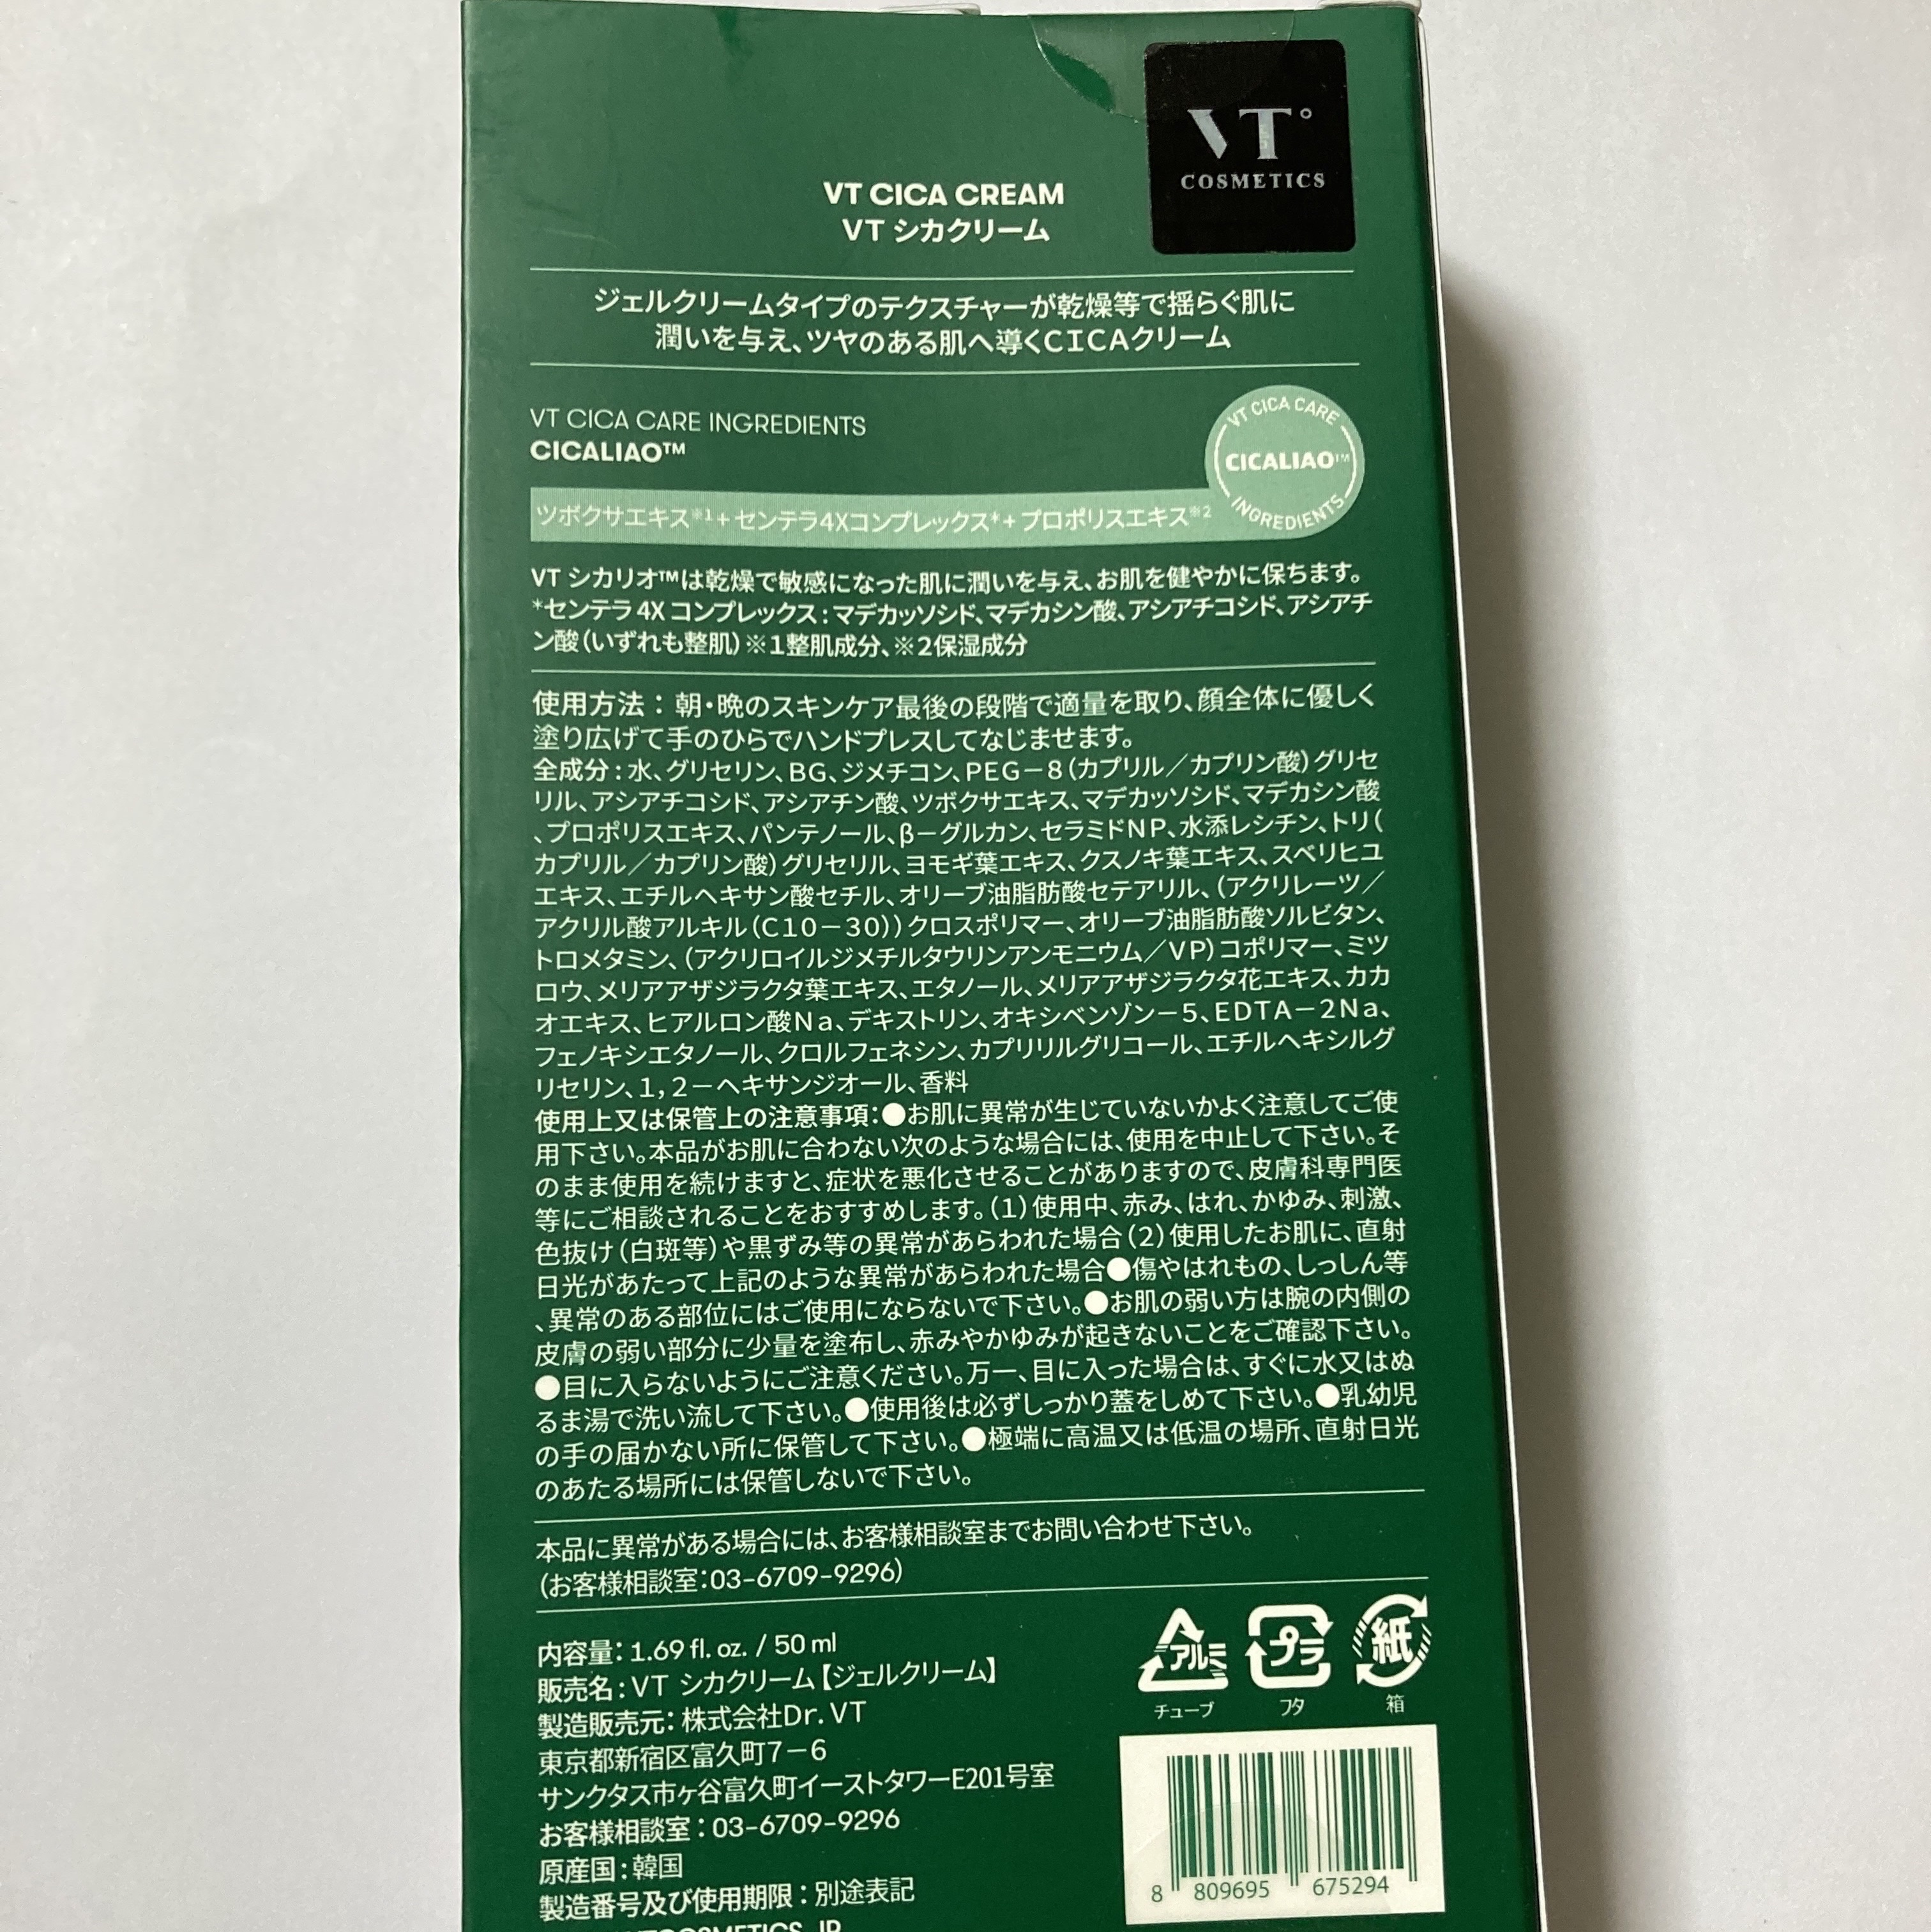 VT°
COSMETICS
VT CICA CREAM
VT シカクリーム
ジェルクリームタイプのテクスチャーが乾燥等で揺らぐ肌に
潤いを与え、ツヤのある肌へ導くCICAクリーム
VT CICA CARE INGREDIENTS
CICALIAO™
VT CICA CARE
CICALIAO™
INGREDIENTS
ツボクサエキス※1+センテラ4Xコンプレックス*+プロポリスエキス※2
VT シカリオ™は乾燥で敏感になった肌に潤いを与え、お肌を健やかに保ちます。
*センテラ 4X コンプレックス : マデカッソシド、マデカシン酸、アシアチコシド、アシアチ
ン酸(いずれも整肌)※1整肌成分、※2保湿成分
使用方法 : 朝・晩のスキンケア最後の段階で適量を取り、顔全体に優しく
塗り広げて手のひらでハンドプレスしてなじませます。
全成分 : 水、グリセリン、BG、ジメチコン、PEG-8(カプリル/カプリン酸)グリセ
リル、アシアチコシド、アシアチン酸、ツボクサエキス、マデカッソシド、マデカシン酸
、プロポリスエキス、パンテノール、β-グルカン、セラミドNP、水添レシチン、トリ(
カプリル/カプリン酸)グリセリル、ヨモギ葉エキス、クスノキ葉エキス、スベリヒユ
エキス、エチルヘキサン酸セチル、オリーブ油脂肪酸セテアリル、(アクリレーツ/
アクリル酸アルキル(C10-30))クロスポリマー、オリーブ油脂肪酸ソルビタン、
トロメタミン、(アクリロイルジメチルタウリンアンモニウム/VP)コポリマー、ミツ
ロウ、メリアアザジラクタ葉エキス、エタノール、メリアアザジラクタ花エキス、カカ
オエキス、ヒアルロン酸Na、デキストリン、オキシベンゾン-5、EDTA-2Na、
フェノキシエタノール、クロルフェネシン、カプリリルグリコール、エチルヘキシルグ
リセリン、1,2-ヘキサンジオール、香料
使用上又は保管上の注意事項:●お肌に異常が生じていないかよく注意してご使
用下さい。本品がお肌に合わない次のような場合には、使用を中止して下さい。そ
のまま使用を続けますと、症状を悪化させることがありますので、皮膚科専門医
等にご相談されることをおすすめします。(1)使用中、赤み、はれ、かゆみ、刺激、
色抜け(白斑等)や黒ずみ等の異常があらわれた場合(2)使用したお肌に、直射
日光があたって上記のような異常があらわれた場合●傷やはれもの、しっしん等
、異常のある部位にはご使用にならないで下さい。●お肌の弱い方は腕の内側の
皮膚の弱い部分に少量を塗布し、赤みやかゆみが起きないことをご確認下さい。
●目に入らないようにご注意ください。万一、目に入った場合は、すぐに水又はぬ
るま湯で洗い流して下さい。●使用後は必ずしっかり蓋をしめて下さい。●乳幼児
の手の届かない所に保管して下さい。●極端に高温又は低温の場所、直射日光
のあたる場所には保管しないで下さい。
本品に異常がある場合には、お客様相談室までお問い合わせ下さい。
(お客様相談室:03-6709-9296)
内容量: 1.69 fl. oz. / 50 ml
販売名 : VT シカクリーム【ジェルクリーム】
製造販売元: 株式会社Dr. VT
東京都新宿区富久町7-6
サンクタス市ヶ谷富久町イーストタワーE201号室
お客様相談室 : 03-6709-9296
原産国 : 韓国
製造番号及び使用期限 : 別途表記
アルミ
チューブ
プラ
フタ
紙
箱
8 809695 675294